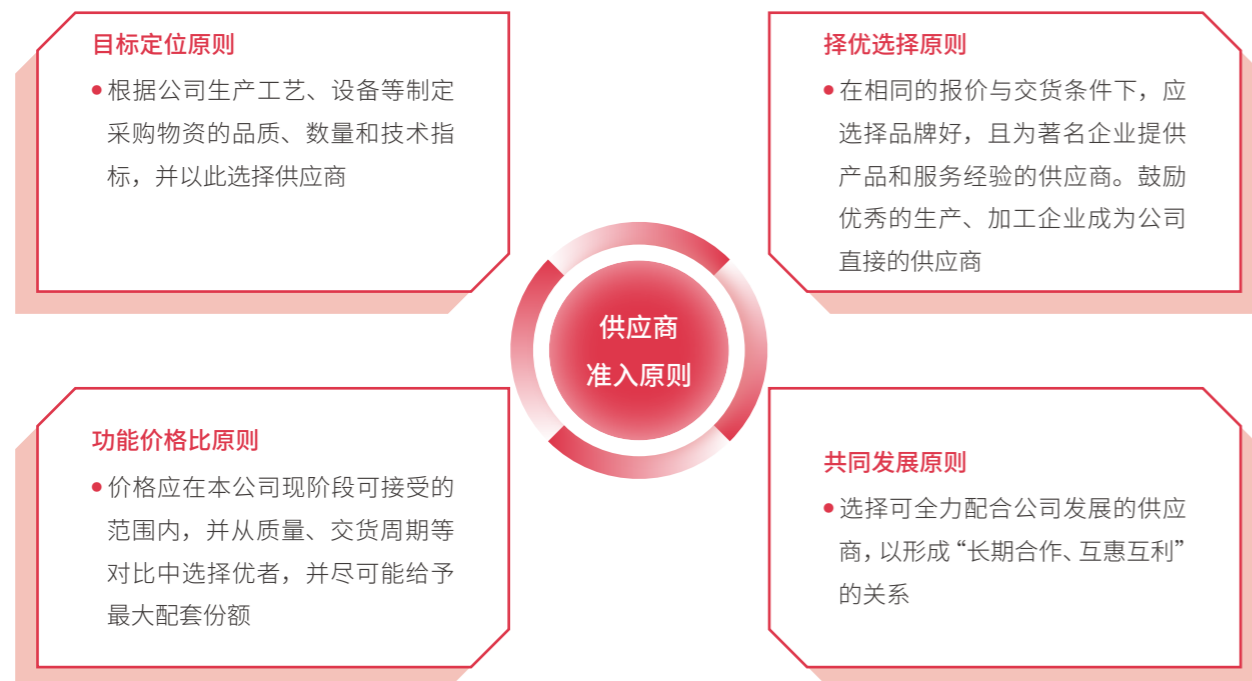 目标定位原则
●根据公司生产工艺、设备等制定
采购物资的品质、数量和技术指
标，并以此选择供应商
择优选择原则
●在相同的报价与交货条件下，应
选择品牌好，且为著名企业提供
产品和服务经验的供应商。鼓励
优秀的生产、加工企业成为公司
直接的供应商
供应商
准入原则
功能价格比原则
●价格应在本公司现阶段可接受的
范围内，并从质量、交货周期等
对比中选择优者，并尽可能给予
最大配套份额
共同发展原则
●选择可全力配合公司发展的供应
商，以形成“长期合作、互惠互利”
的关系